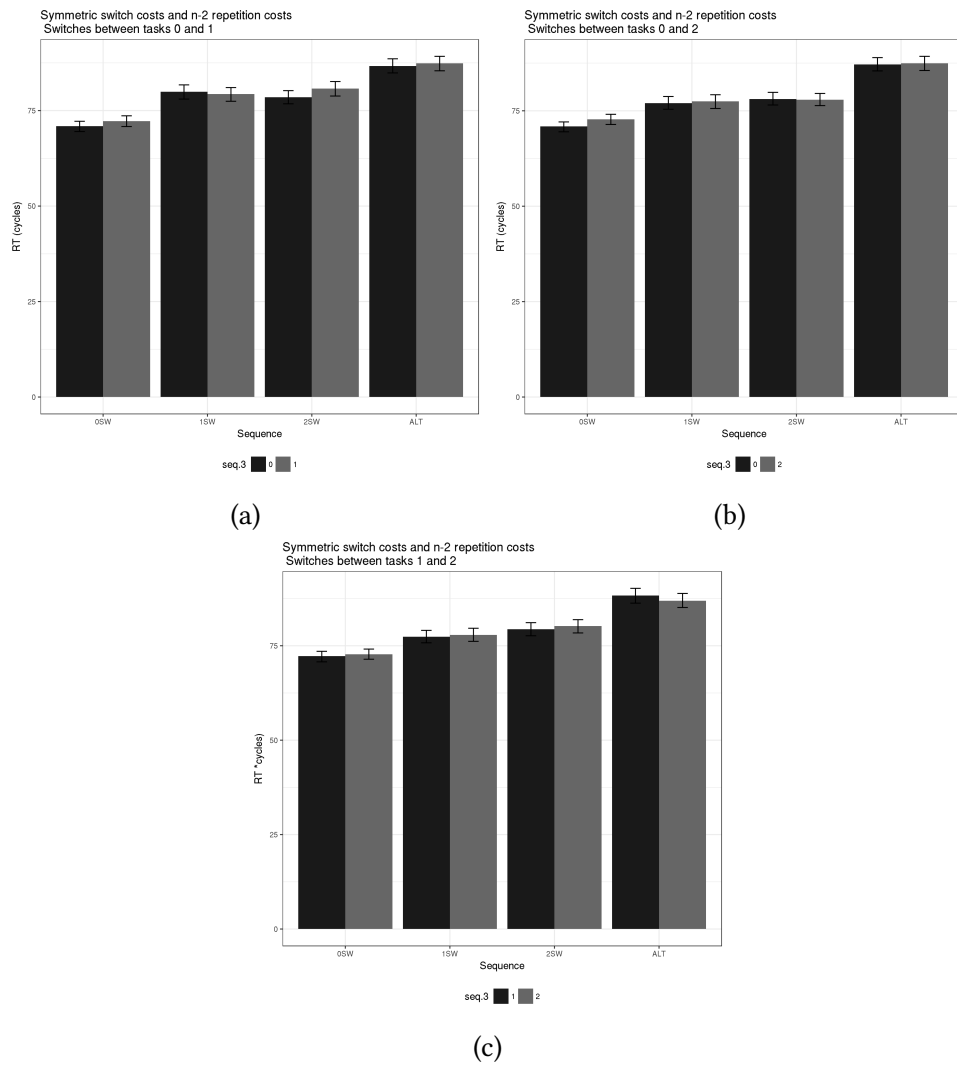 Symmetric switch costs and n-2 repetition costs
Switches between tasks 0 and 1
RT (cycles)
75
50
25
0
0SW 1SW 2SW ALT
Sequence
seq.3 0 1
(a)
Symmetric switch costs and n-2 repetition costs
Switches between tasks 0 and 2
RT (cycles)
75
50
25
0
0SW 1SW 2SW ALT
Sequence
seq.3 0 2
(b)
Symmetric switch costs and n-2 repetition costs
Switches between tasks 1 and 2
RT *cycles)
75
50
25
0
0SW 1SW 2SW ALT
Sequence
seq.3 1 2
(c)